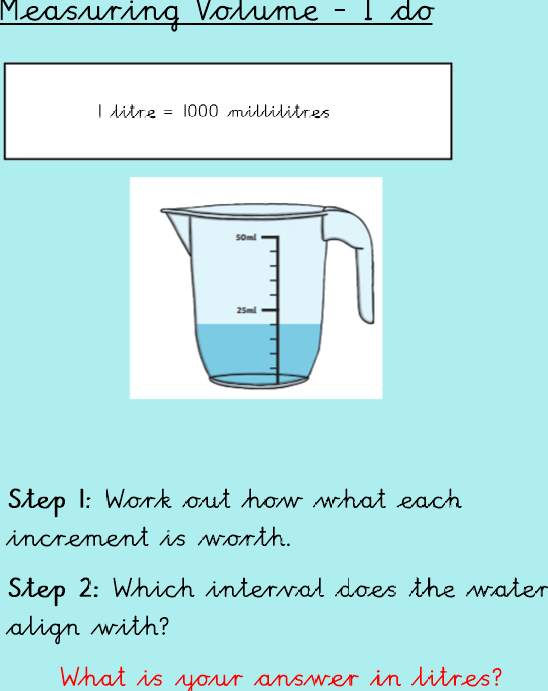 Measuring Volume - I do
1 litre = 1000 millilitres
50ml
25ml
Step 1: Work out how what each
increment is worth.
Step 2: Which interval does the water
align with?
What is your answer in litres?